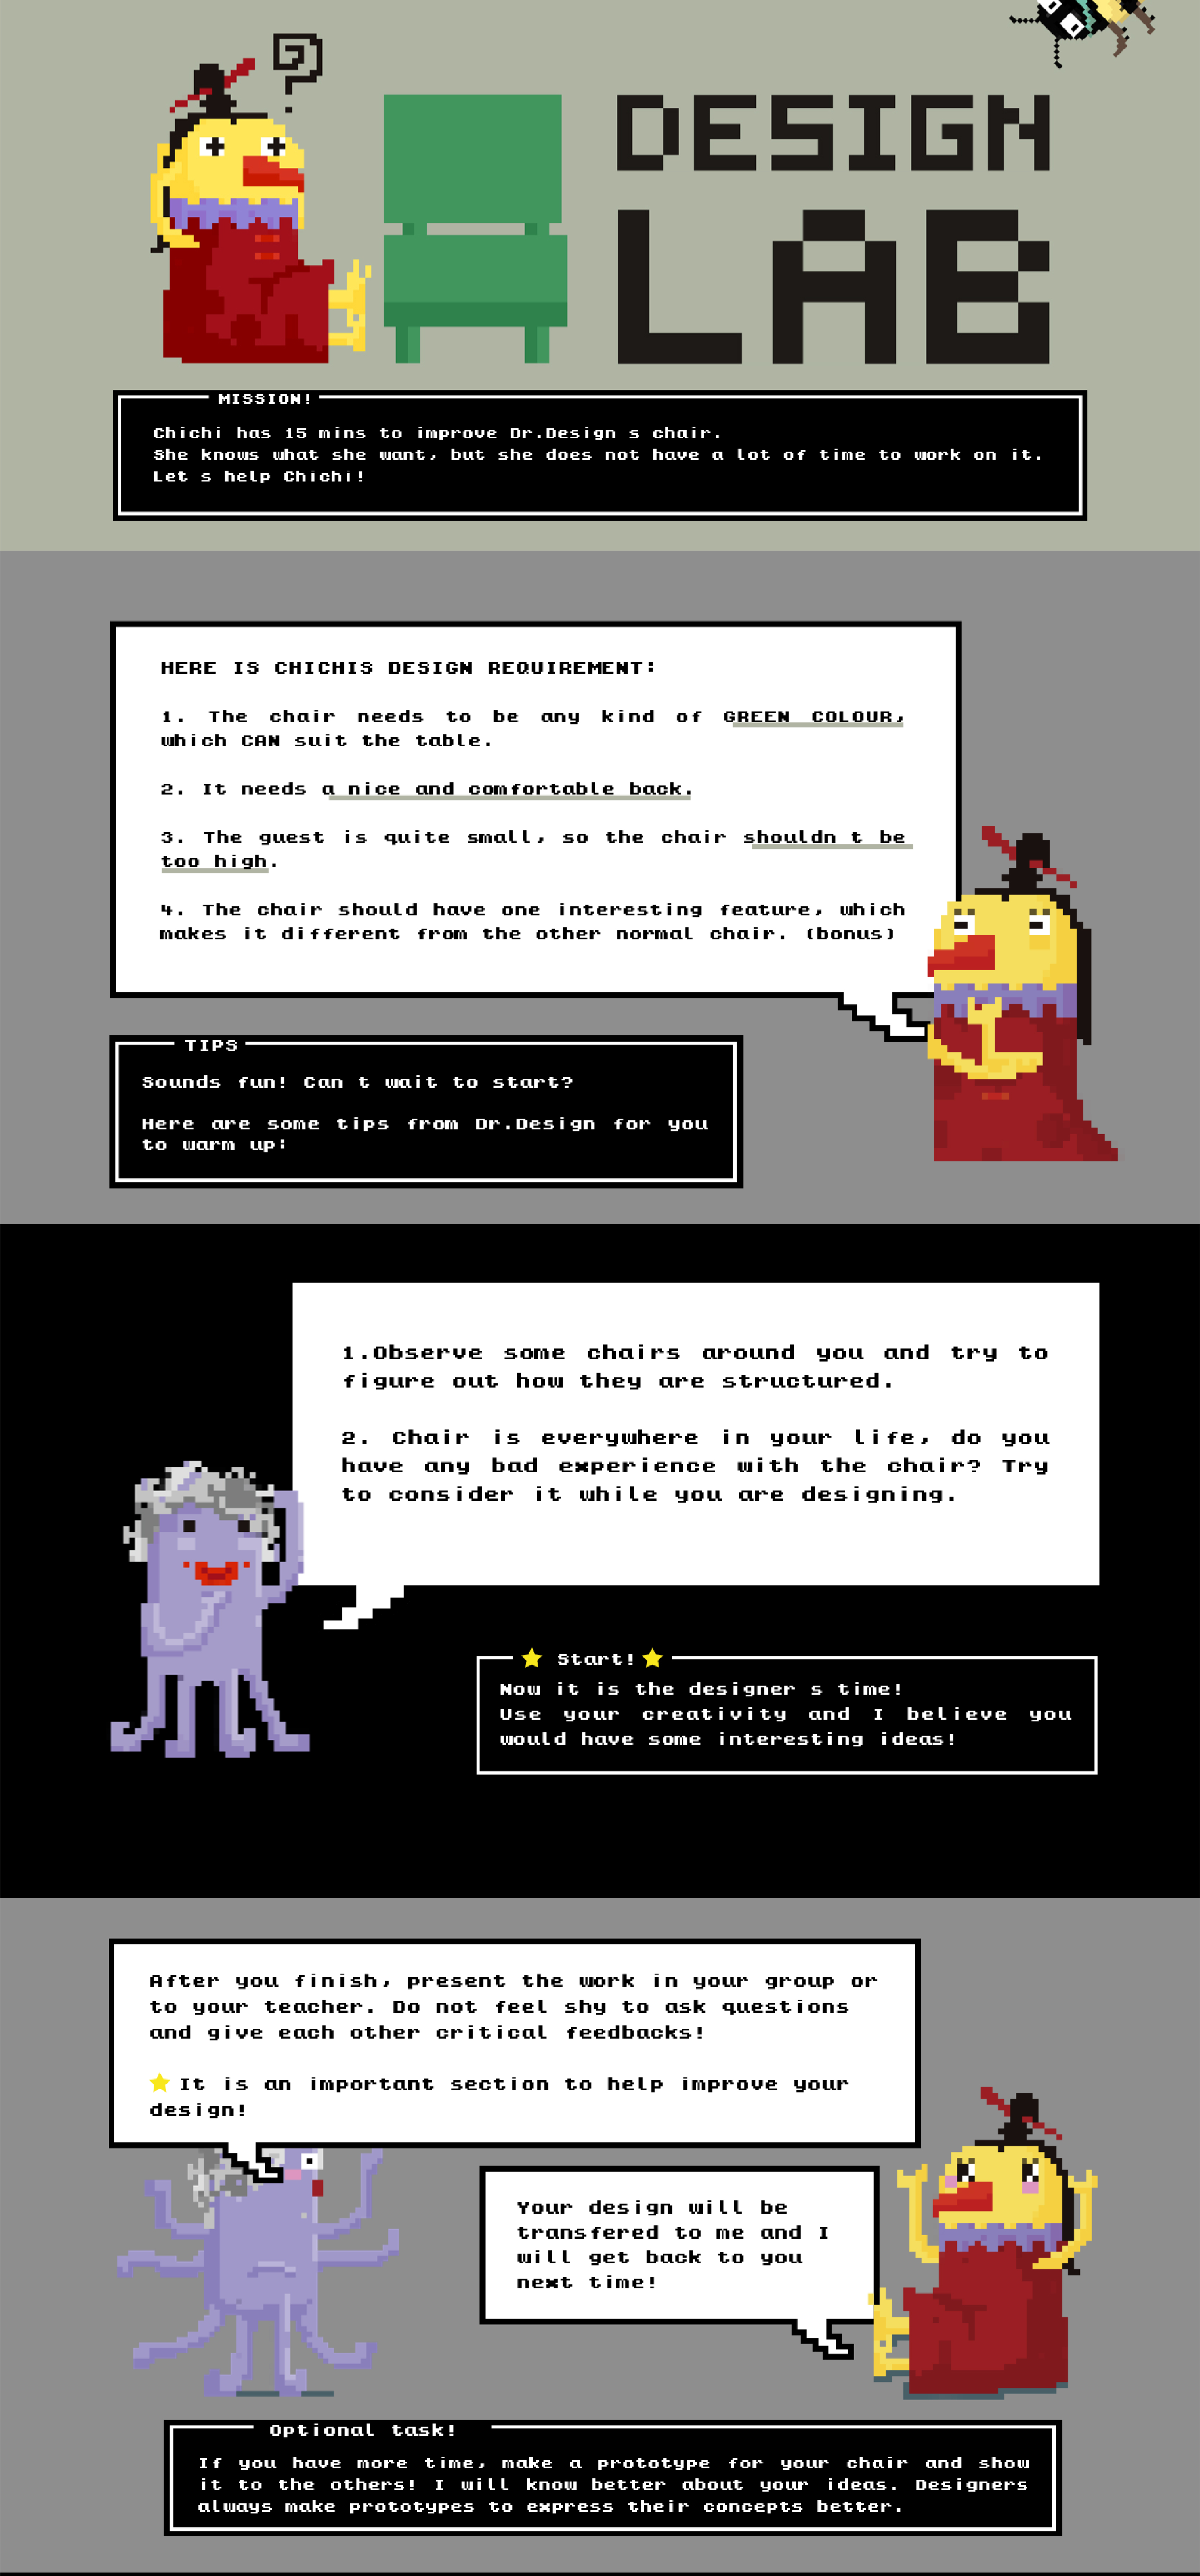 DESIGN
LAB
MISSION!
Chichi has 15 mins to improve Dr.Design s chair.
She knows what she want, but she does not have a lot of time to work on it.
Let s help Chichi!
HERE IS CHICHIS DESIGN REQUIREMENT:
1. The chair needs to be any kind of GREEN COLOUR,
which CAN suit the table.
2. It needs a nice and comfortable back.
3. The guest is quite small, so the chair shouldn t be
too high.
4. The chair should have one interesting feature, which
makes it different from the other normal chair. (bonus)
TIPS
Sounds fun! Can t wait to start?
Here are some tips from Dr.Design for you
to warm up:
1.Observe some chairs around you and try to
figure out how they are structured.
2. Chair is everywhere in your life, do you
have any bad experience with the chair? Try
to consider it while you are designing.
Start!
Now it is the designer s time!
Use your creativity and I believe you
would have some interesting ideas!
After you finish, present the work in your group or
to your teacher. Do not feel shy to ask questions
and give each other critical feedbacks!
It is an important section to help improve your
design!
Your design will be
transfered to me and I
will get back to you
next time!
Optional task!
If you have more time, make a prototype for your chair and show
it to the others! I will know better about your ideas. Designers
always make prototypes to express their concepts better.